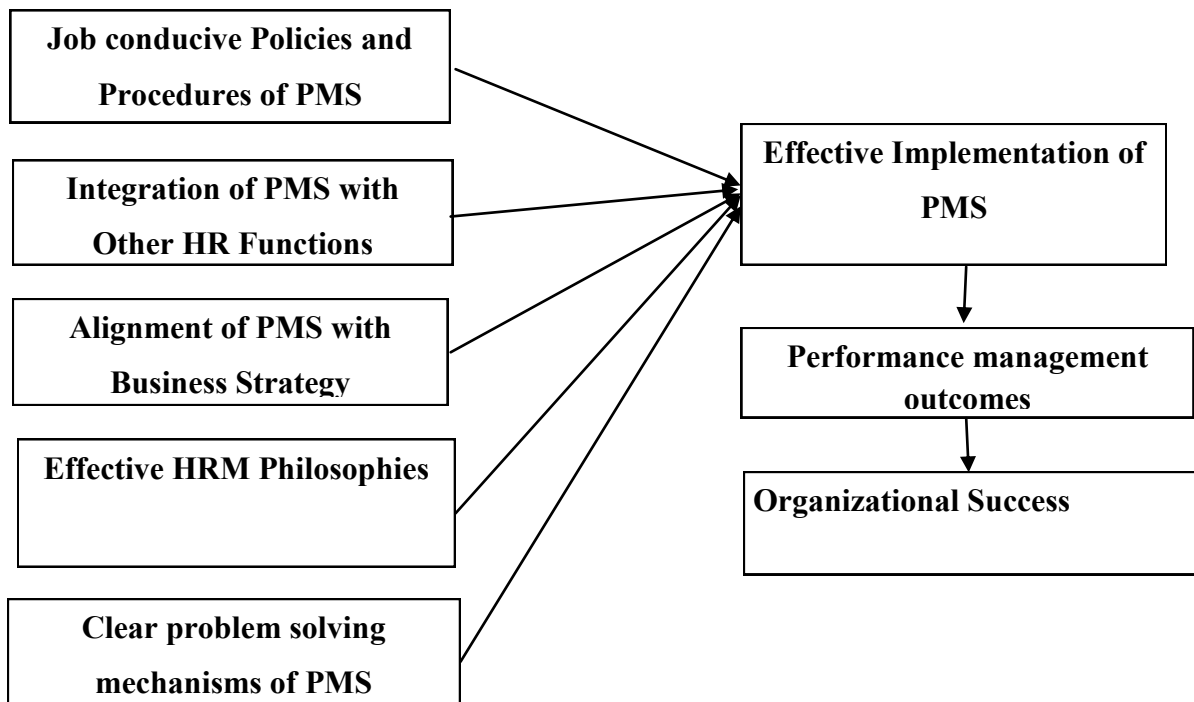 Job conducive Policies and
Procedures of PMS
Integration of PMS with
Other HR Functions
Alignment of PMS with
Business Strategy
Effective HRM Philosophies
Clear problem solving
mechanisms of PMS
Effective Implementation of
PMS
Performance management
outcomes
Organizational Success